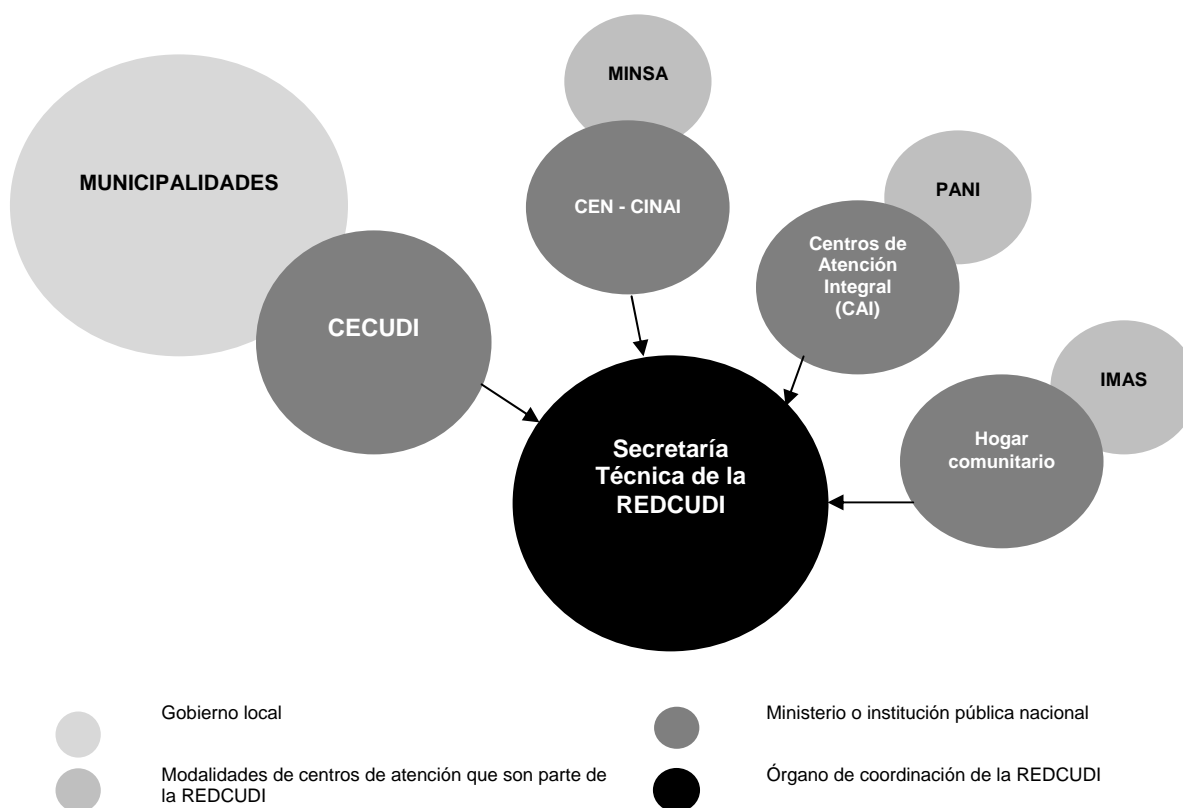 MINSA
MUNICIPALIDADES
CEN - CINAI
PANI
Centros de
Atención
Integral
(CAI)
CECUDI
IMAS
Hogar
comunitario
Secretaría
Técnica de la
REDCUDI
Gobierno local
Ministerio o institución pública nacional
Modalidades de centros de atención que son parte de
la REDCUDI
Órgano de coordinación de la REDCUDI